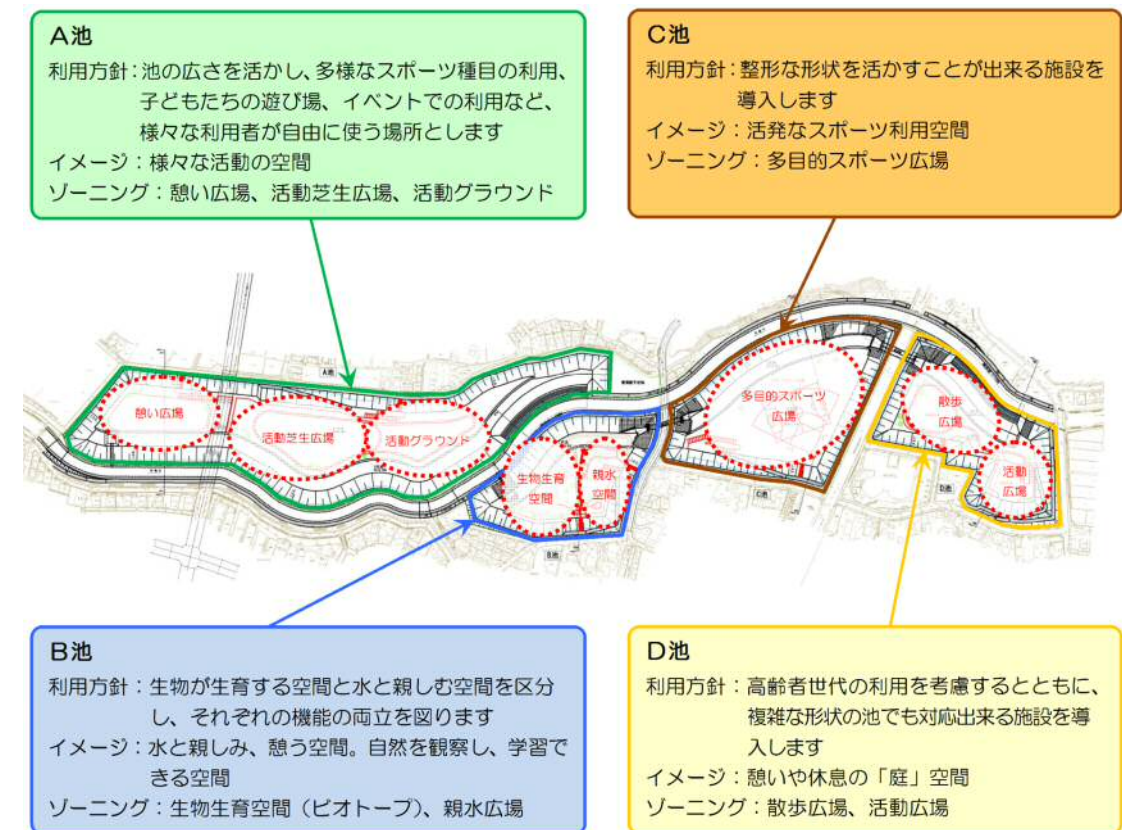 A池
利用方針：池の広さを活かし、多様なスポーツ種目の利用、
子どもたちの遊び場、イベントでの利用など、
様々な利用者が自由に使う場所とします
イメージ：様々な活動の空間
ゾーニング：憩い広場、活動芝生広場、活動グラウンド
C池
利用方針：整形な形状を活かすことが出来る施設を
導入します
イメージ：活発なスポーツ利用空間
ゾーニング：多目的スポーツ広場
A池
憩い広場
活動芝生広場
活動グラウンド
生物生育
空間
親水
空間
多目的スポーツ
広場
散歩
広場
活動
広場
B池
C池
D池
B池
利用方針：生物が生育する空間と水と親しむ空間を区分
し、それぞれの機能の両立を図ります
イメージ：水と親しみ、憩う空間。自然を観察し、学習で
きる空間
ゾーニング：生物生育空間（ビオトープ）、親水広場
D池
利用方針：高齢者世代の利用を考慮するとともに、
複雑な形状の池でも対応出来る施設を導
入します
イメージ：憩いや休息の「庭」空間
ゾーニング：散歩広場、活動広場